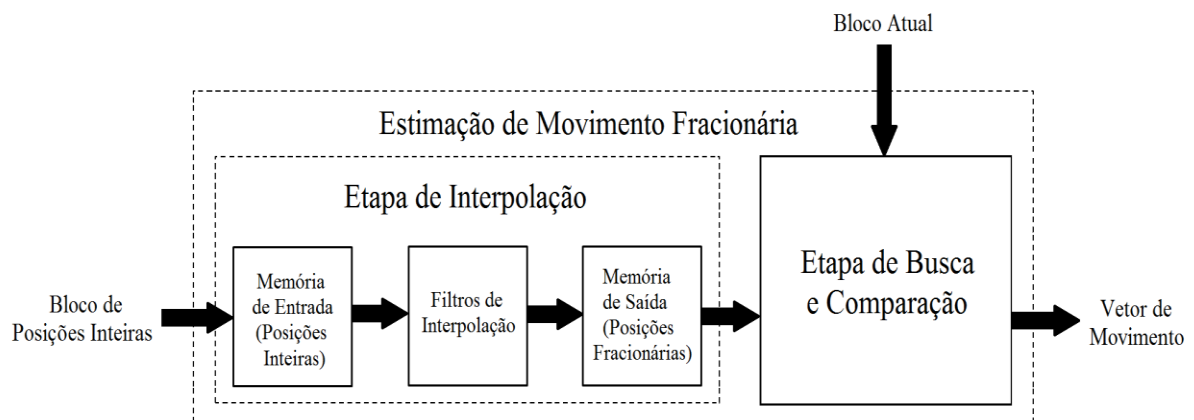 Bloco Atual
Estimação de Movimento Fracionária
Etapa de Interpolação
Bloco de
Posições Inteiras
Memória
de Entrada
(Posições
Inteiras)
Filtros de
Interpolação
Memória
de Saída
(Posições
Fracionárias)
Etapa de Busca
e Comparação
Vetor de
Movimento